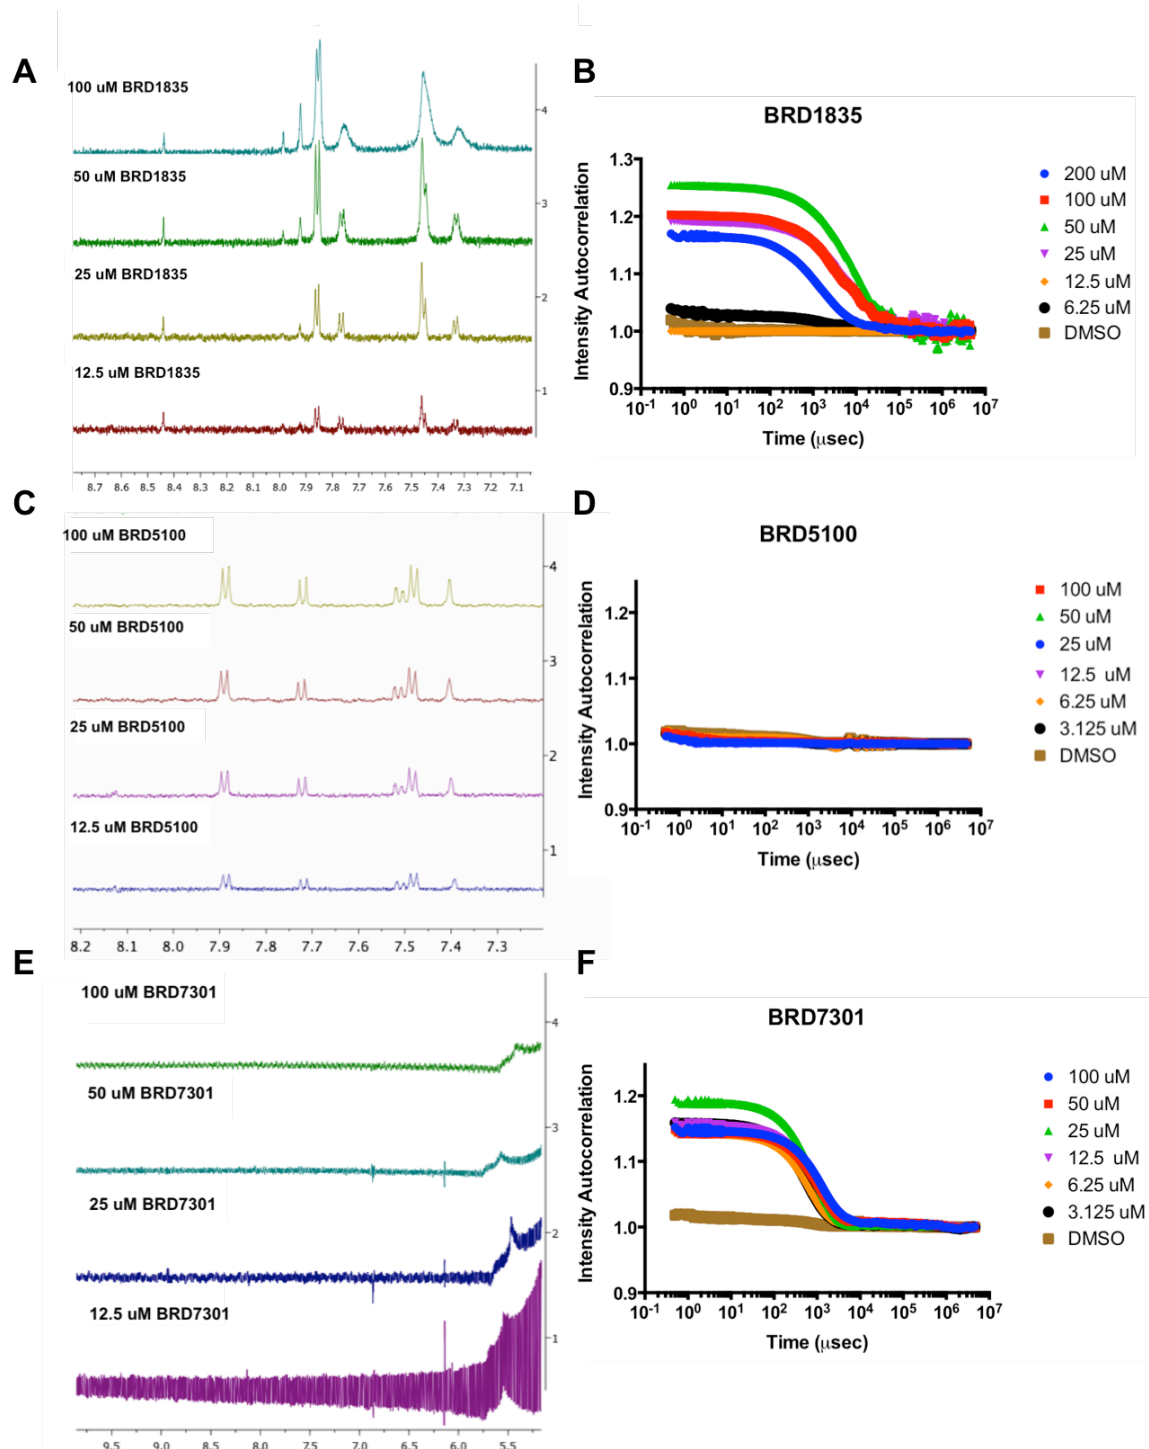 A
100 uM BRD1835
50 uM BRD1835
25 uM BRD1835
12.5 uM BRD1835
4
3
2
1
8.7 8.6 8.5 8.4 8.3 8.2 8.1 8.0 7.9 7.8 7.7 7.6 7.5 7.4 7.3 7.2 7.1
B
BRD1835
Intensity Autocorrelation
1.3
1.2
1.1
1.0
0.9
10-1 100 101 102 103 104 105 106 107
Time (μsec)
200 uM
100 uM
50 uM
25 uM
12.5 uM
6.25 uM
DMSO
C
100 uM BRD5100
50 uM BRD5100
25 uM BRD5100
12.5 uM BRD5100
4
3
2
1
8.2 8.1 8.0 7.9 7.8 7.7 7.6 7.5 7.4 7.3
D
BRD5100
Intensity Autocorrelation
1.2
1.1
1.0
0.9
10-1 100 101 102 103 104 105 106 107
Time (μsec)
100 uM
50 uM
25 uM
12.5 uM
6.25 uM
3.125 uM
DMSO
E
100 uM BRD7301
50 uM BRD7301
25 uM BRD7301
12.5 uM BRD7301
4
3
2
1
9.5 9.0 8.5 8.0 7.5 7.0 6.5 6.0 5.5
F
BRD7301
Intensity Autocorrelation
1.2
1.1
1.0
0.9
10-1 100 101 102 103 104 105 106 107
Time (μsec)
100 uM
50 uM
25 uM
12.5 uM
6.25 uM
3.125 uM
DMSO